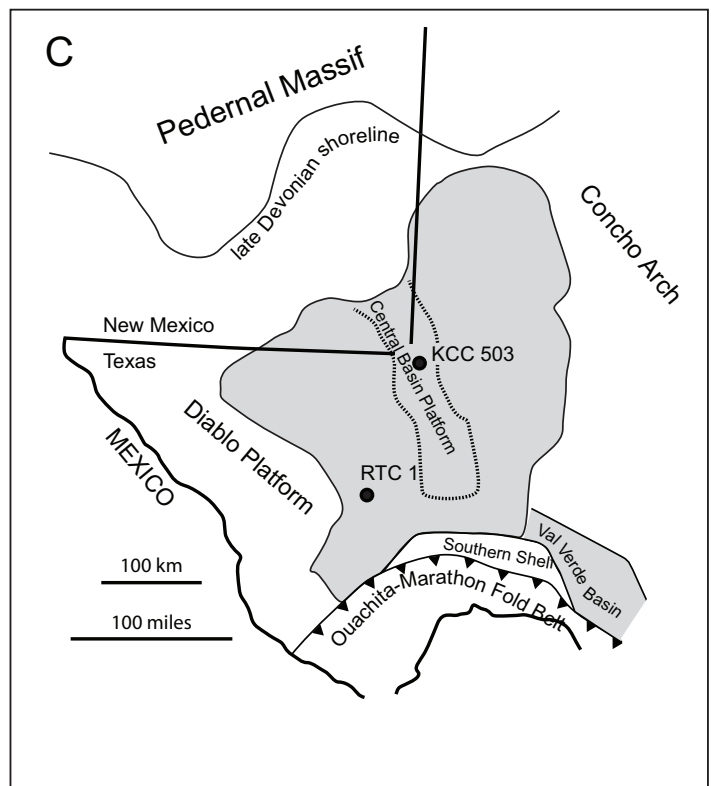 C
Pedernal Massif
late Devonian shoreline
Concho Arch
New Mexico
Texas
Central Basin Platform
KCC 503
Diablo Platform
MEXICO
RTC 1
100 km
100 miles
Southern Shelf
Val Verde Basin
Ouachita-Marathon Fold Belt